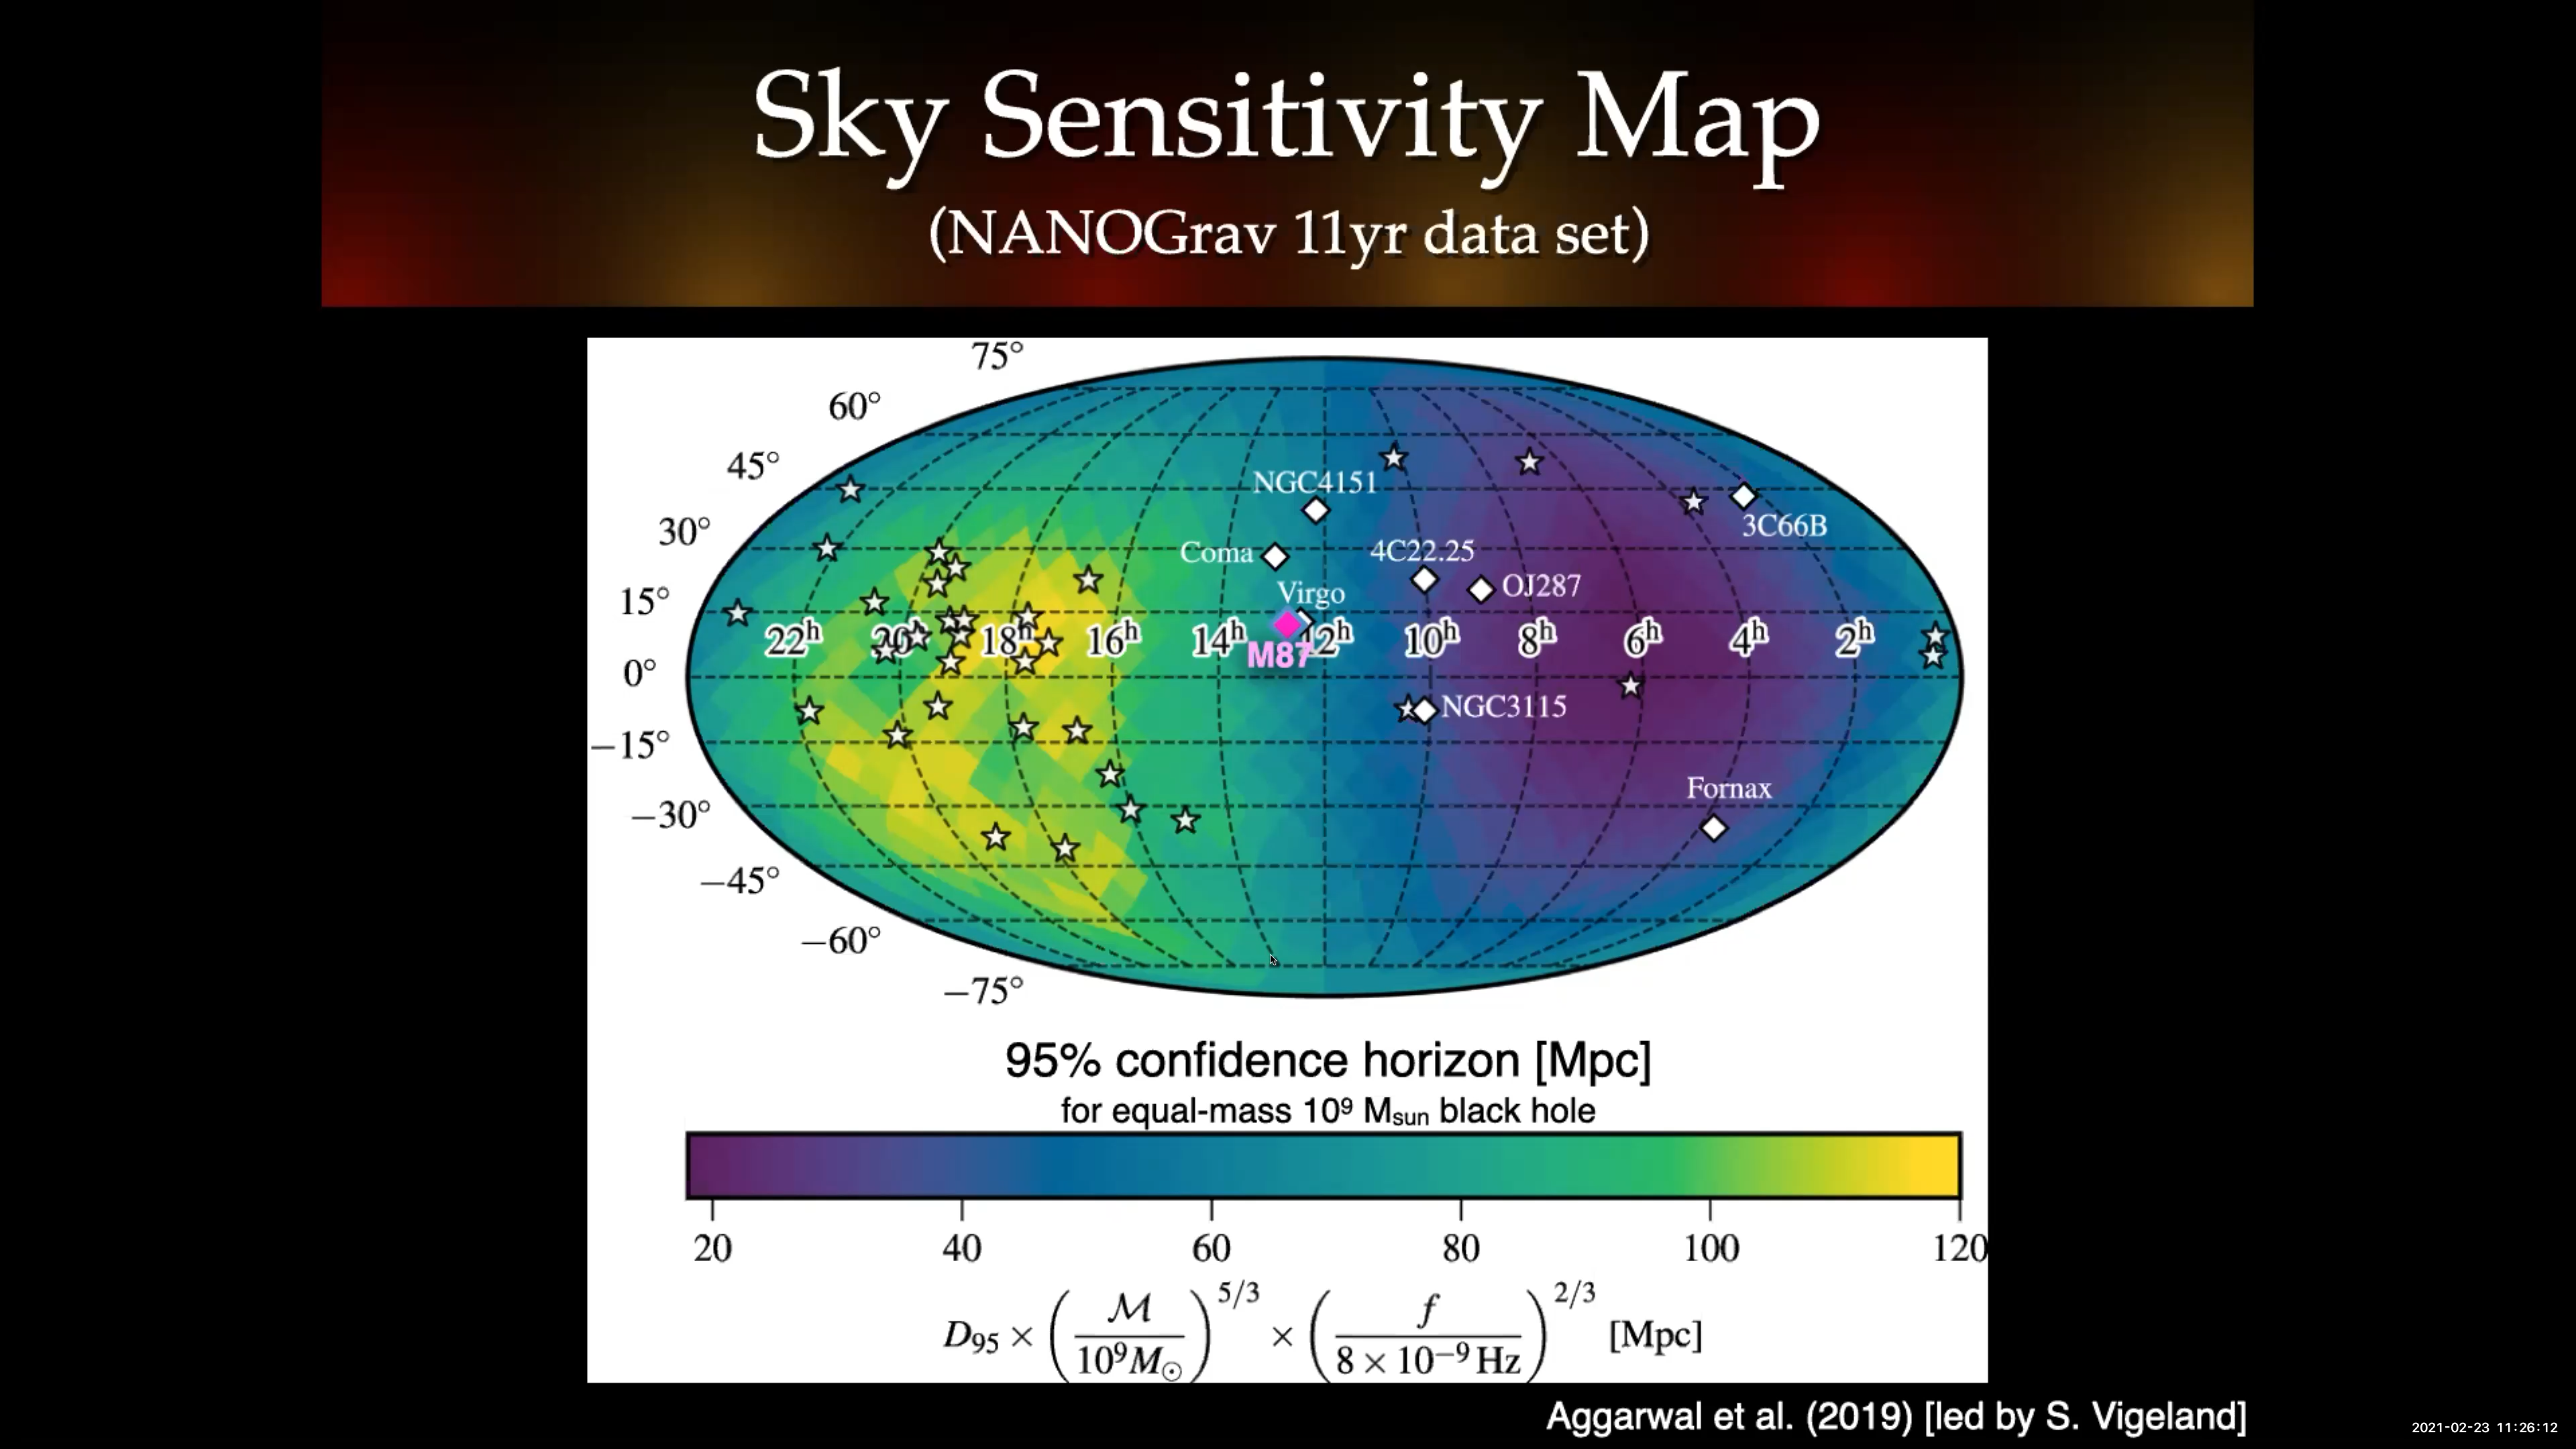 Sky Sensitivity Map
(NANOGrav 11yr data set)
75°
60°
45°
30°
15°
0°
−15°
−30°
−45°
−60°
−75°
NGC4151
3C66B
Coma
4C22.25
OJ287
Virgo
22h 20h 18h 16h 14h 12h 10h 8h 6h 4h 2h
M87
NGC3115
Fornax
95% confidence horizon [Mpc]
for equal-mass 10⁹ Msun black hole
20 40 60 80 100 120
D₉₅ × (ℳ / 10⁹M☉)^5/3 × (f / 8 × 10⁻⁹ Hz)^2/3 [Mpc]
Aggarwal et al. (2019) [led by S. Vigeland]
2021-02-23 11:26:12